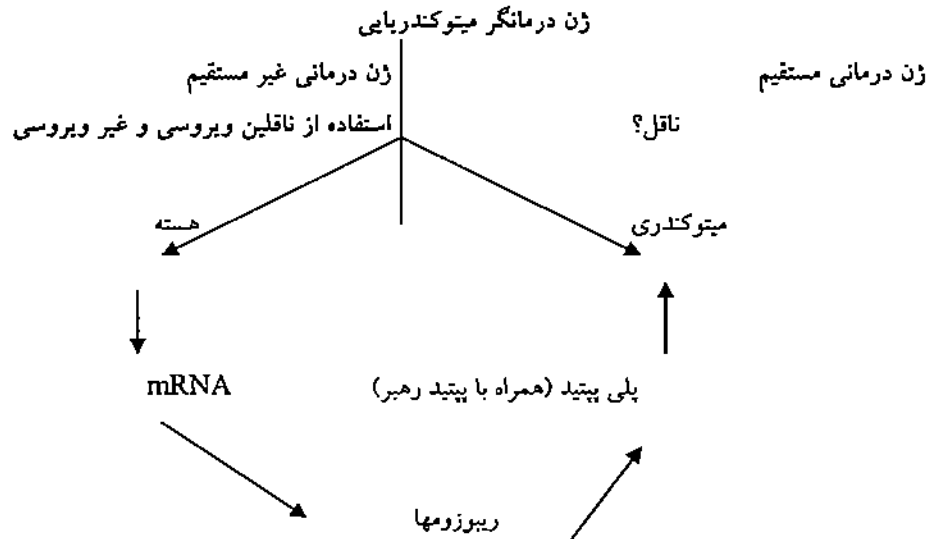 ژن درمانگر میتوکندریایی
ژن درمانی مستقیم
ژن درمانی غیر مستقیم
ناقل؟
استفاده از ناقلین ویروسی و غیر ویروسی
میتوکندری
هسته
پلی پپتید (همراه با پپتید رهبر)
mRNA
ریبوزومها